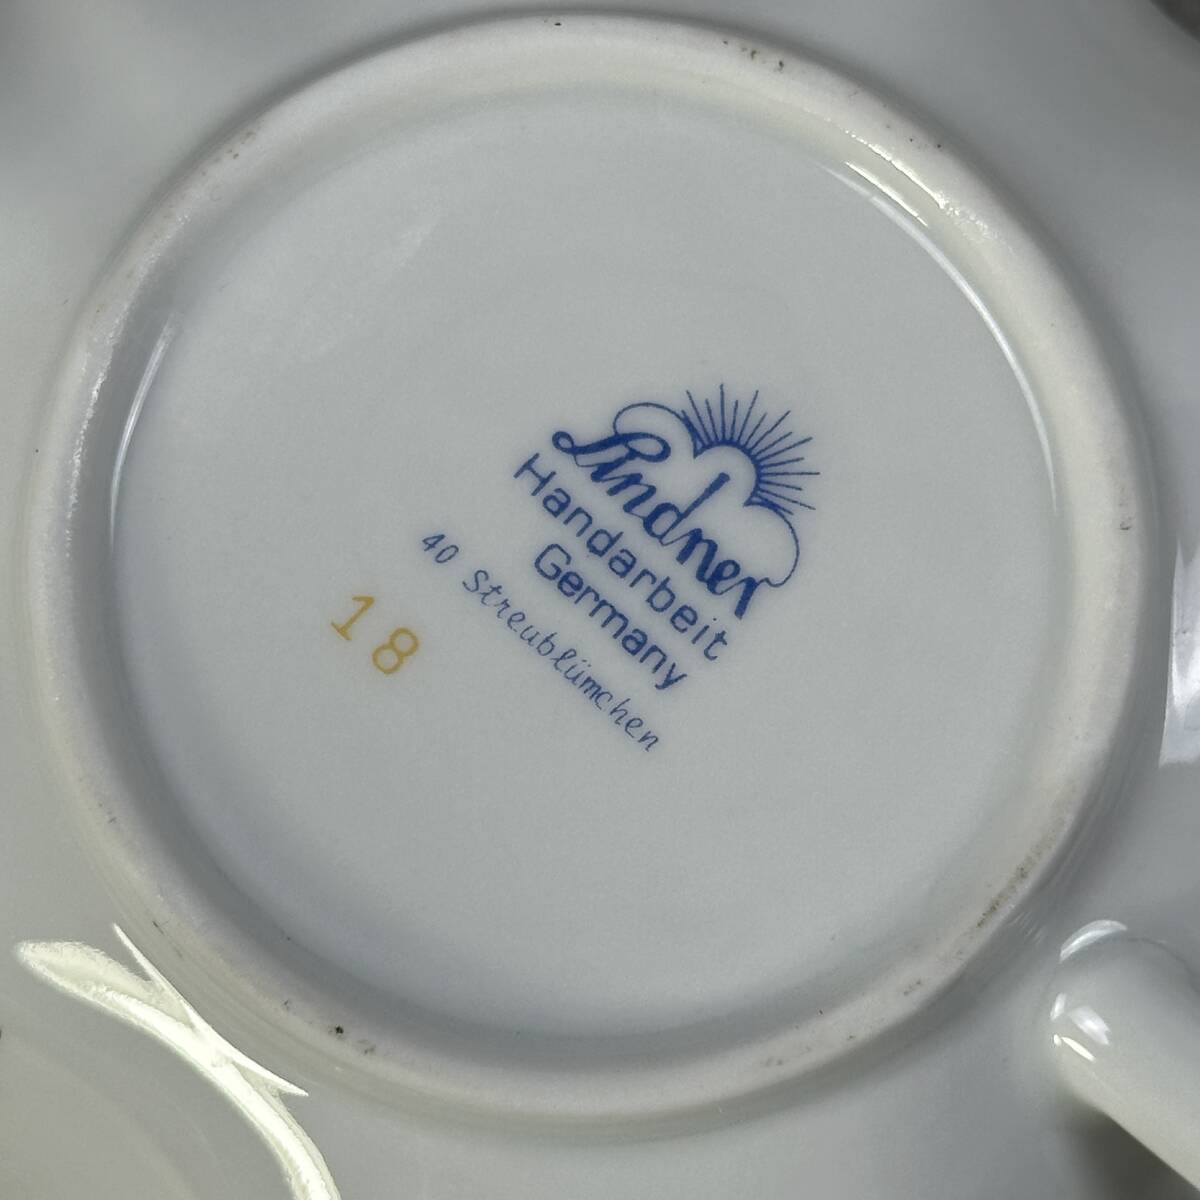 Lindner
Handarbeit
Germany
40 Streublümchen
18